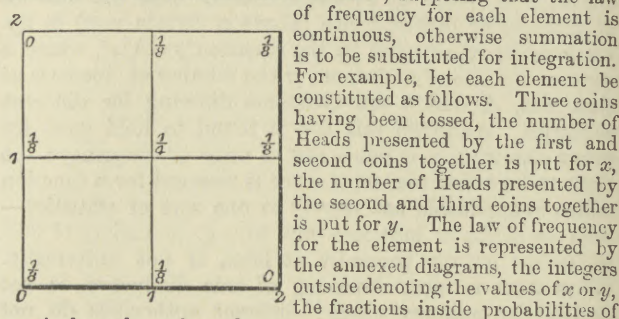 supposing that the law
of frequency for each element is
continuous, otherwise summation
is to be substituted for integration.
For example, let each element be
constituted as follows. Three coins
having been tossed, the number of
Heads presented by the first and
second coins together is put for x,
the number of Heads presented by
the second and third coins together
is put for y. The law of frequency
for the element is represented by
the annexed diagrams, the integers
outside denoting the values of x or y,
the fractions inside probabilities of
2
0 1/8 1/8
1 1/8 1/4 1/8
1/8 1/8 0
0 1 2